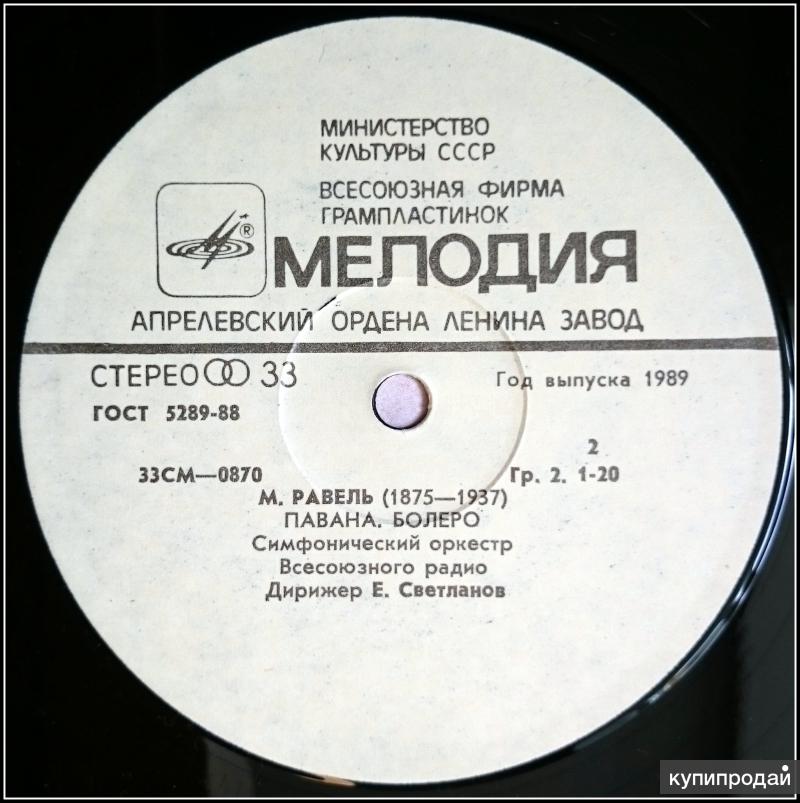 МИНИСТЕРСТВО
КУЛЬТУРЫ СССР
ВСЕСОЮЗНАЯ ФИРМА
ГРАМПЛАСТИНОК
®
МЕЛОДИЯ
АПРЕЛЕВСКИЙ ОРДЕНА ЛЕНИНА ЗАВОД
СТЕРЕО 33 Год выпуска 1989
ГОСТ 5289-88
2
33СМ—0870 Гр. 2. 1-20
М. РАВЕЛЬ (1875—1937)
ПАВАНА. БОЛЕРО
Симфонический оркестр
Всесоюзного радио
Дирижер Е. Светланов
купипродай